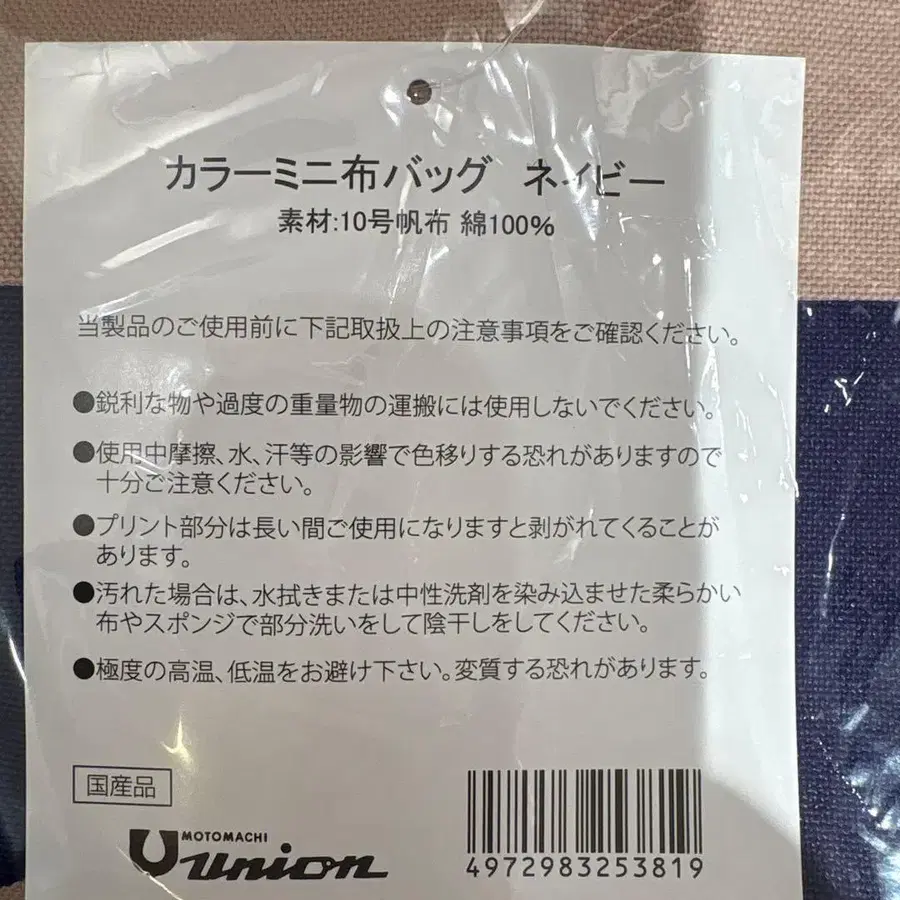 カラーミニ布バッグ　ネイビー
素材:10号帆布 綿100%
当製品のご使用前に下記取扱上の注意事項をご確認ください。
●鋭利な物や過度の重量物の運搬には使用しないでください。
●使用中摩擦、水、汗等の影響で色移りする恐れがありますので
十分ご注意ください。
●プリント部分は長い間ご使用になりますと剥がれてくることが
あります。
●汚れた場合は、水拭きまたは中性洗剤を染み込ませた柔らかい
布やスポンジで部分洗いをして陰干しをしてください。
●極度の高温、低温をお避け下さい。変質する恐れがあります。
国産品
MOTOMACHI
union
4972983253819